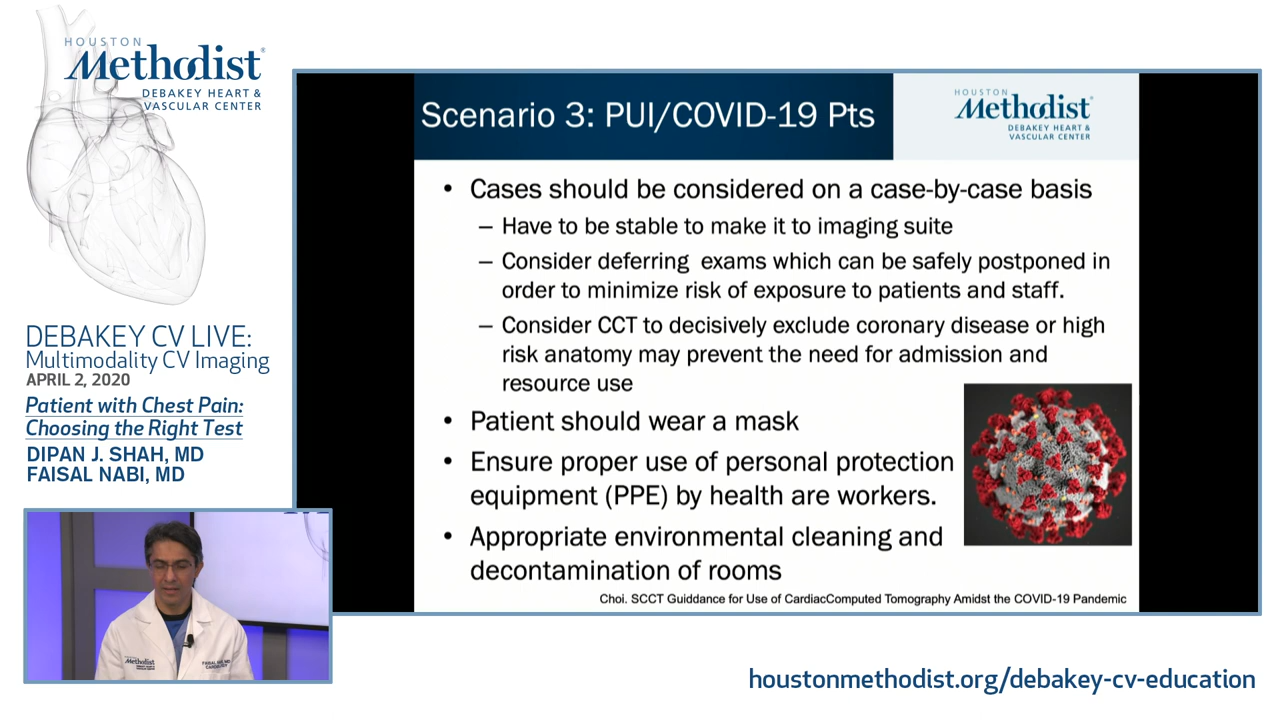 HOUSTON
Methodist®
DEBAKEY HEART &
VASCULAR CENTER
DEBAKEY CV LIVE:
Multimodality CV Imaging
APRIL 2, 2020
Patient with Chest Pain:
Choosing the Right Test
DIPAN J. SHAH, MD
FAISAL NABI, MD
Scenario 3: PUI/COVID-19 Pts
HOUSTON
Methodist®
DEBAKEY HEART &
VASCULAR CENTER
• Cases should be considered on a case-by-case basis
– Have to be stable to make it to imaging suite
– Consider deferring exams which can be safely postponed in
order to minimize risk of exposure to patients and staff.
– Consider CCT to decisively exclude coronary disease or high
risk anatomy may prevent the need for admission and
resource use
• Patient should wear a mask
• Ensure proper use of personal protection
equipment (PPE) by health are workers.
• Appropriate environmental cleaning and
decontamination of rooms
Choi. SCCT Guiddance for Use of CardiacComputed Tomography Amidst the COVID-19 Pandemic
Methodist
houstonmethodist.org/debakey-cv-education